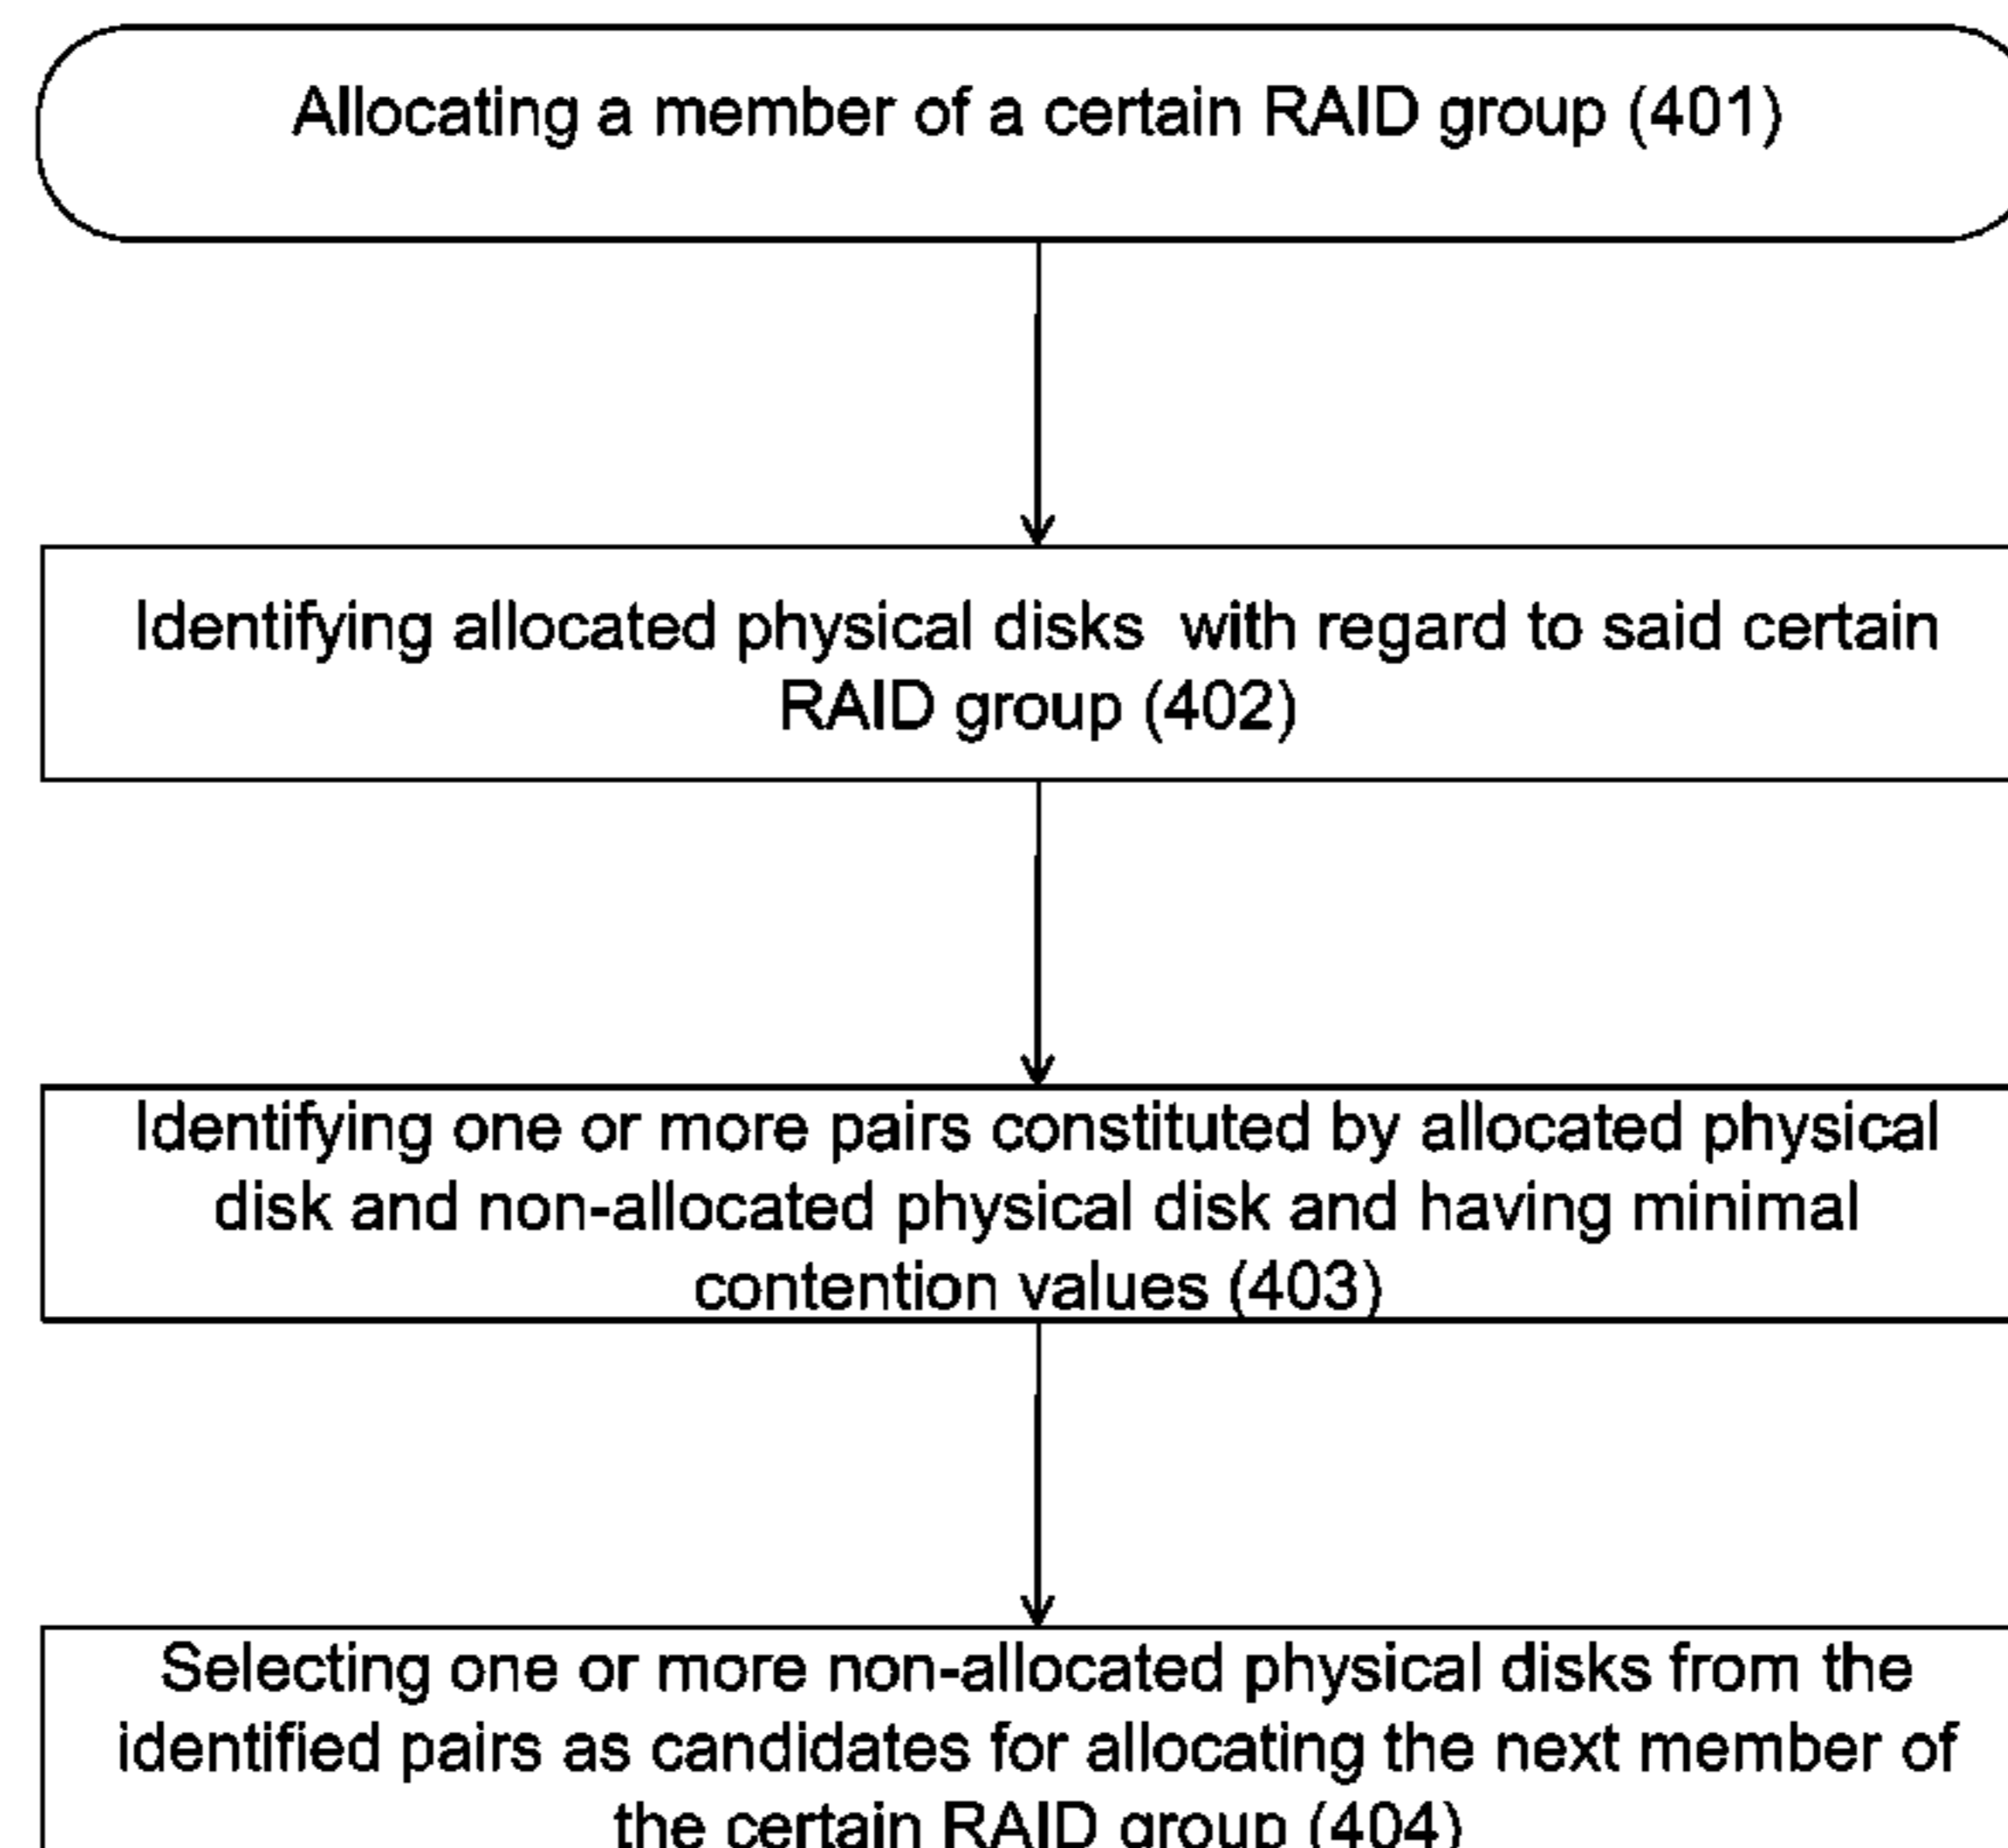 Allocating a member of a certain RAID group (401)
Identifying allocated physical disks with regard to said certain
RAID group (402)
Identifying one or more pairs constituted by allocated physical
disk and non-allocated physical disk and having minimal
contention values (403)
Selecting one or more non-allocated physical disks from the
identified pairs as candidates for allocating the next member of
the certain RAID group (404)